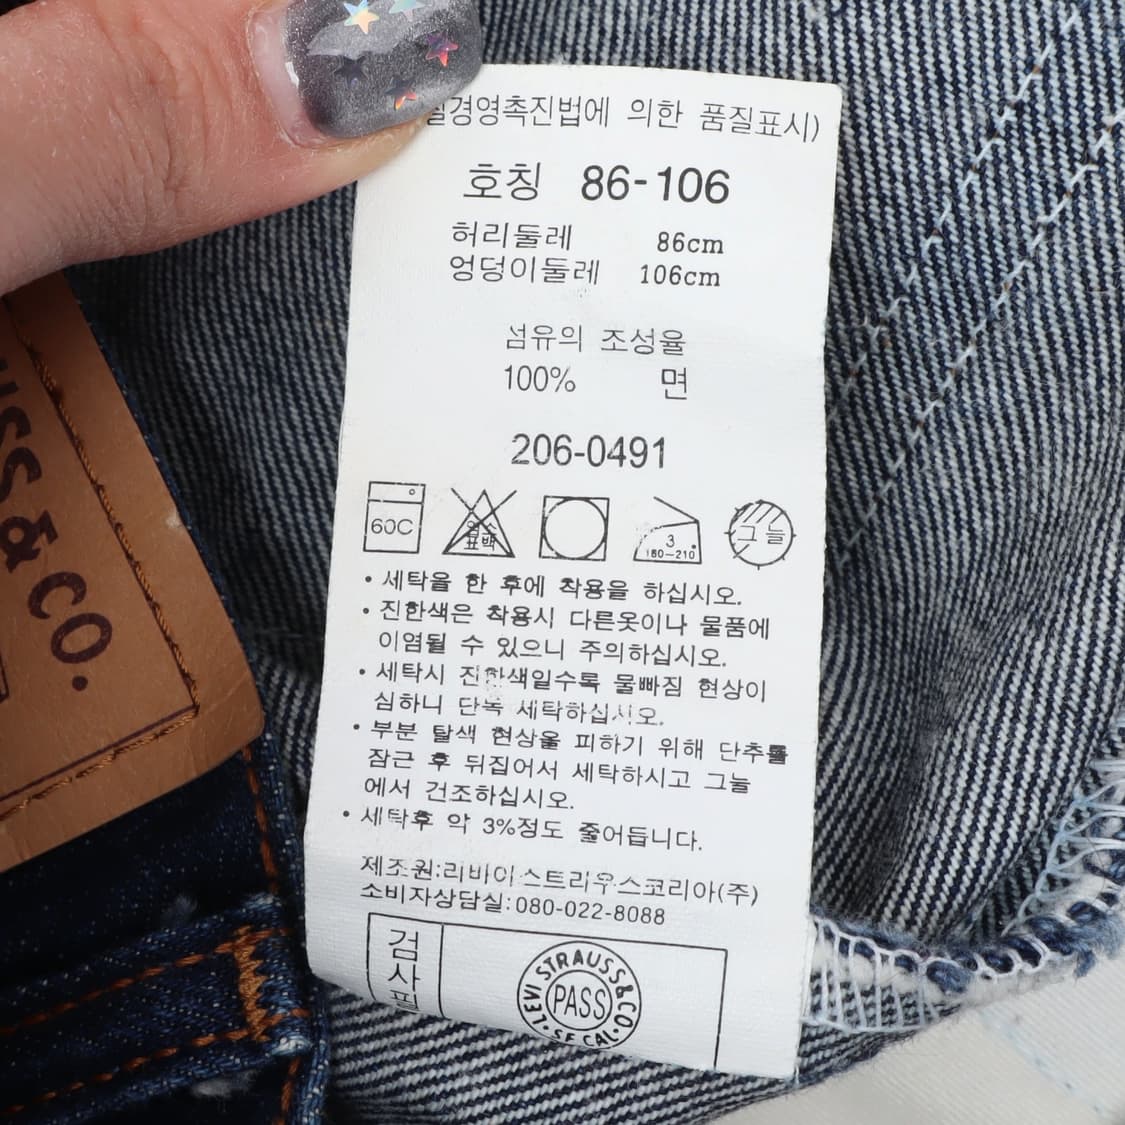 경영촉진법에 의한 품질표시)
호칭 86-106
허리둘레 86cm
엉덩이둘레 106cm
섬유의 조성율
100% 면
206-0491
60C
염소
표백
3
180-210
그늘
• 세탁을 한 후에 착용을 하십시오.
• 진한색은 착용시 다른옷이나 물품에
이염될 수 있으니 주의하십시오.
• 세탁시 진한색일수록 물빠짐 현상이
심하니 단독 세탁하십시오.
• 부분 탈색 현상을 피하기 위해 단추를
잠근 후 뒤집어서 세탁하시고 그늘
에서 건조하십시오.
• 세탁후 약 3%정도 줄어듭니다.
제조원:리바이스트라우스코리아(주)
소비자상담실:080-022-8088
검사필
LEVI STRAUSS&CO.
PASS
S.F. CAL.
USS & CO.